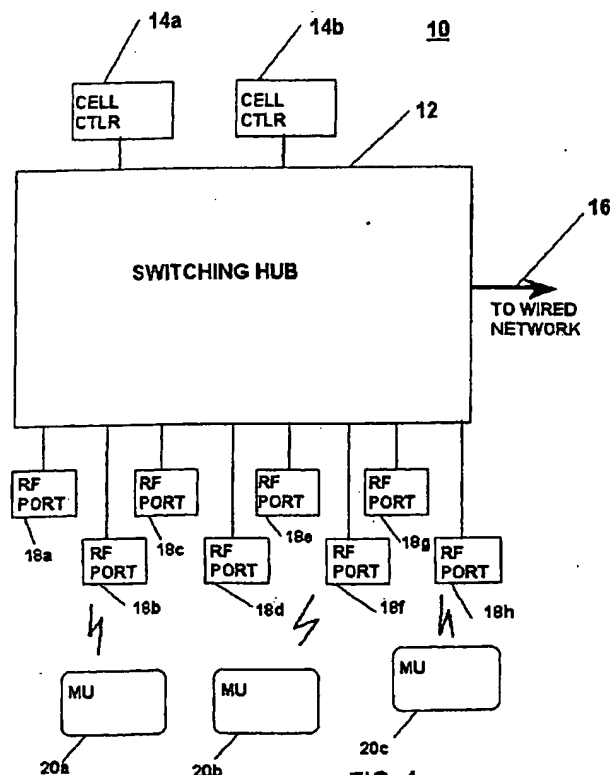 14a
14b
10
CELL
CTLR
CELL
CTLR
12
16
SWITCHING HUB
TO WIRED
NETWORK
RF
PORT
RF
PORT
RF
PORT
RF
PORT
18a
18c
18e
18g
RF
PORT
RF
PORT
RF
PORT
RF
PORT
18b
18d
18f
18h
MU
MU
MU
20a
20b
20c